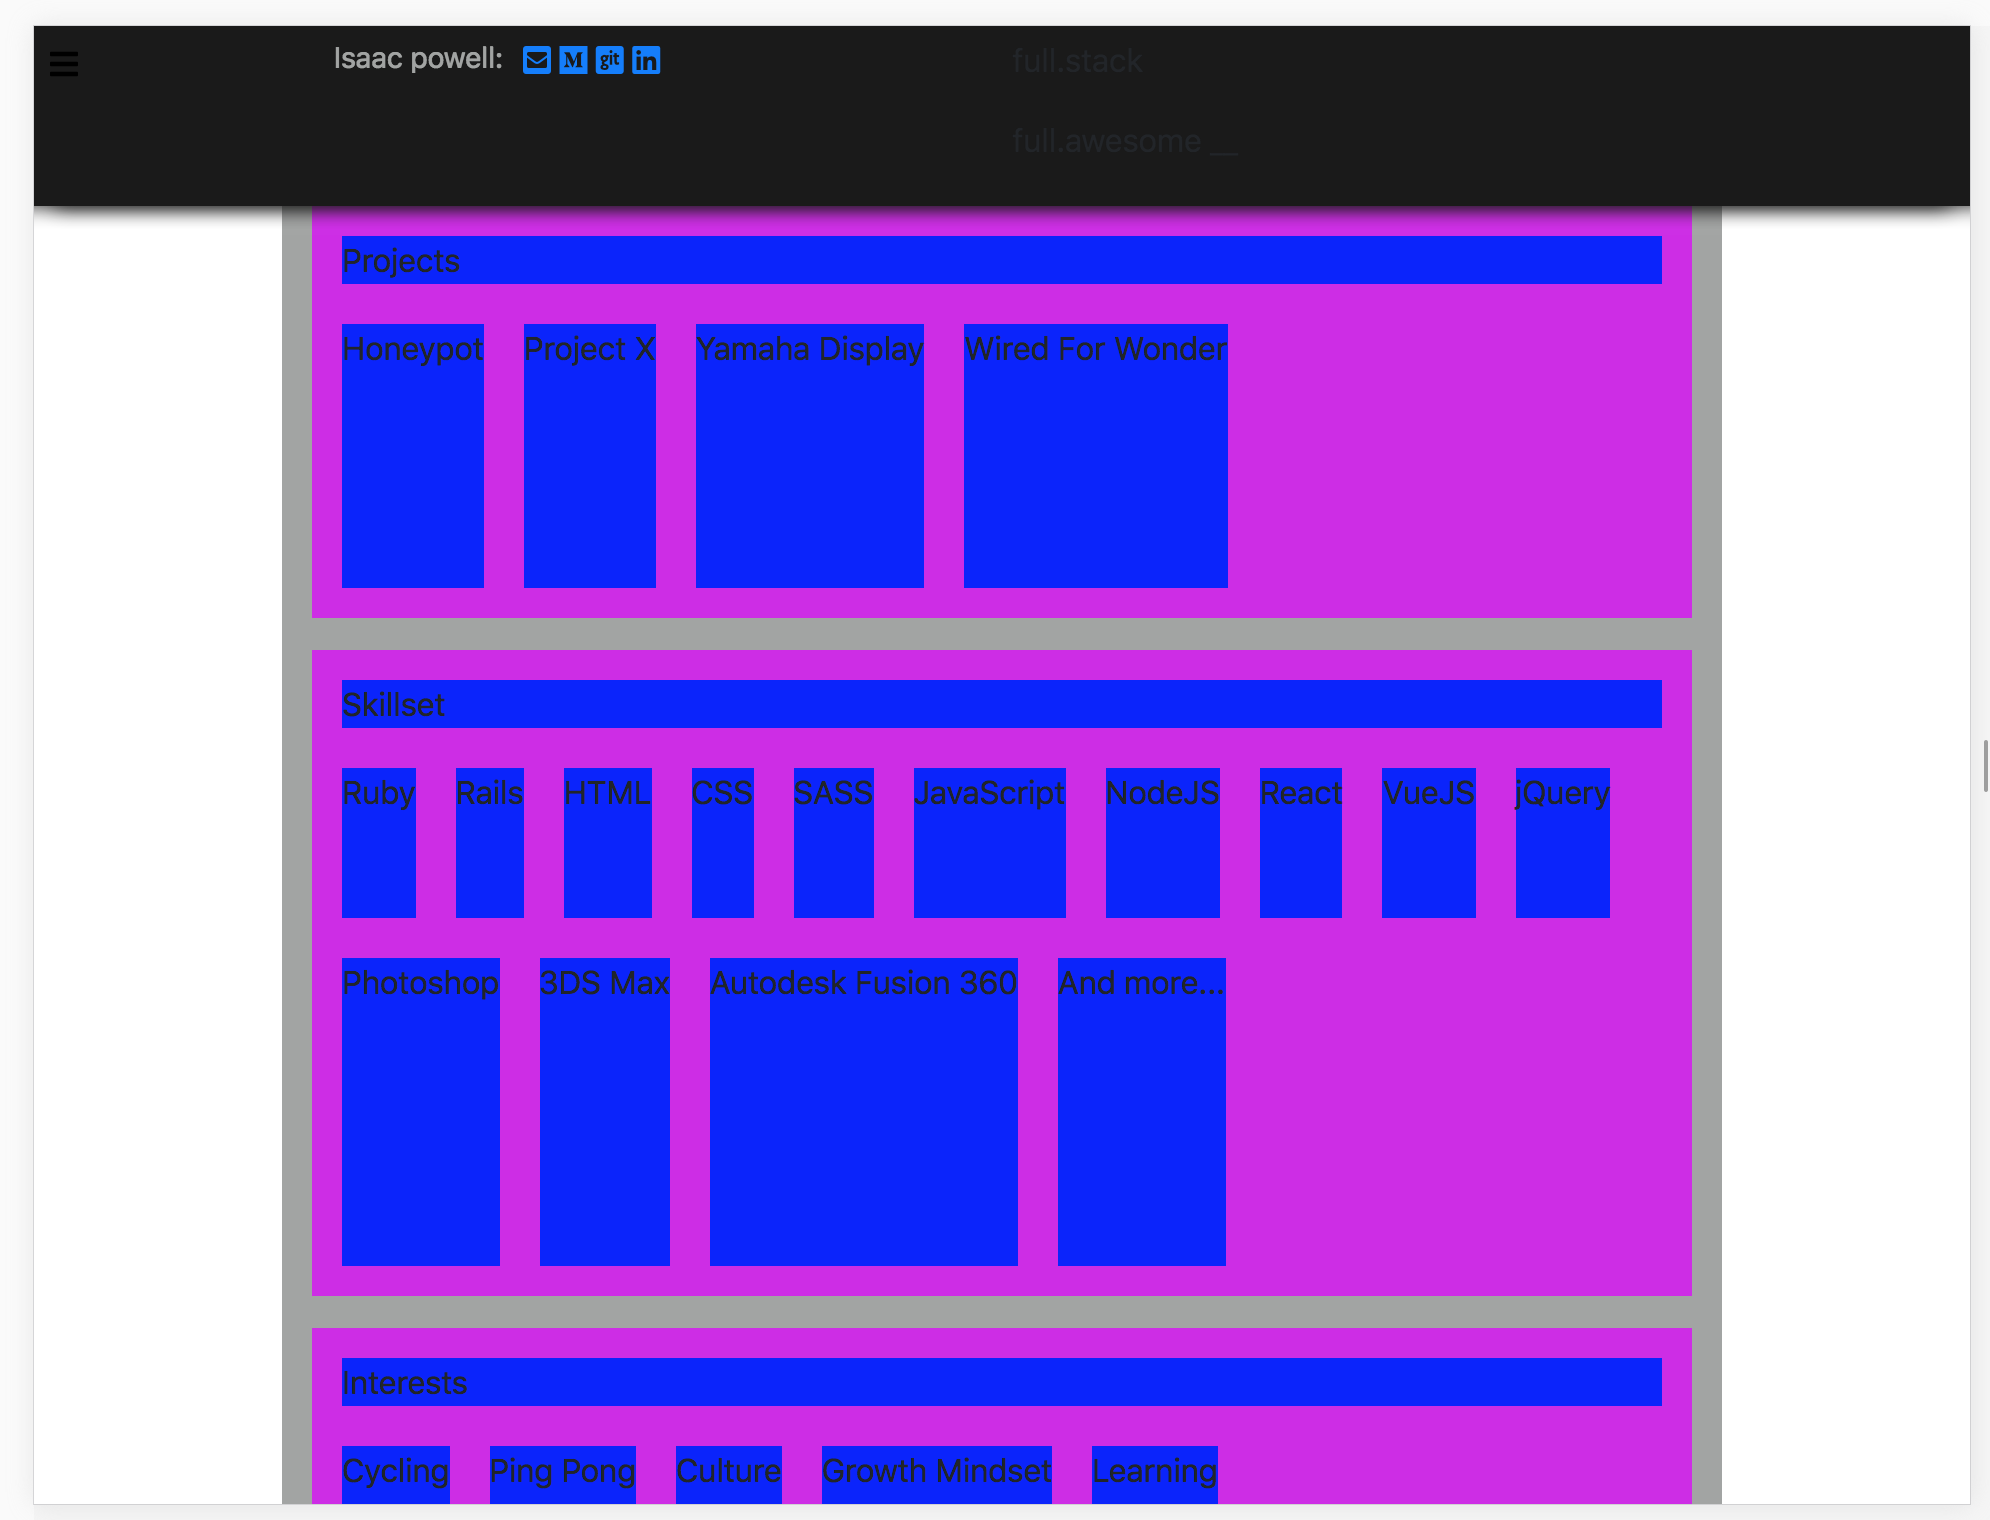 Isaac powell: M git in
full.stack
full.awesome __
Projects
Honeypot Project X Yamaha Display Wired For Wonder
Skillset
Ruby Rails HTML CSS SASS JavaScript NodeJS React VueJS jQuery
Photoshop 3DS Max Autodesk Fusion 360 And more...
Interests
Cycling Ping Pong Culture Growth Mindset Learning